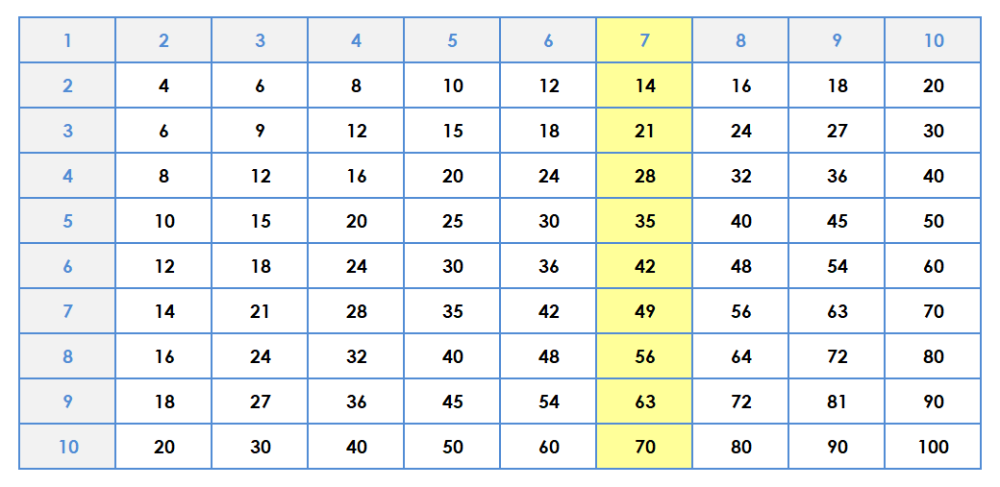 1 2 3 4 5 6 7 8 9 10
2 4 6 8 10 12 14 16 18 20
3 6 9 12 15 18 21 24 27 30
4 8 12 16 20 24 28 32 36 40
5 10 15 20 25 30 35 40 45 50
6 12 18 24 30 36 42 48 54 60
7 14 21 28 35 42 49 56 63 70
8 16 24 32 40 48 56 64 72 80
9 18 27 36 45 54 63 72 81 90
10 20 30 40 50 60 70 80 90 100